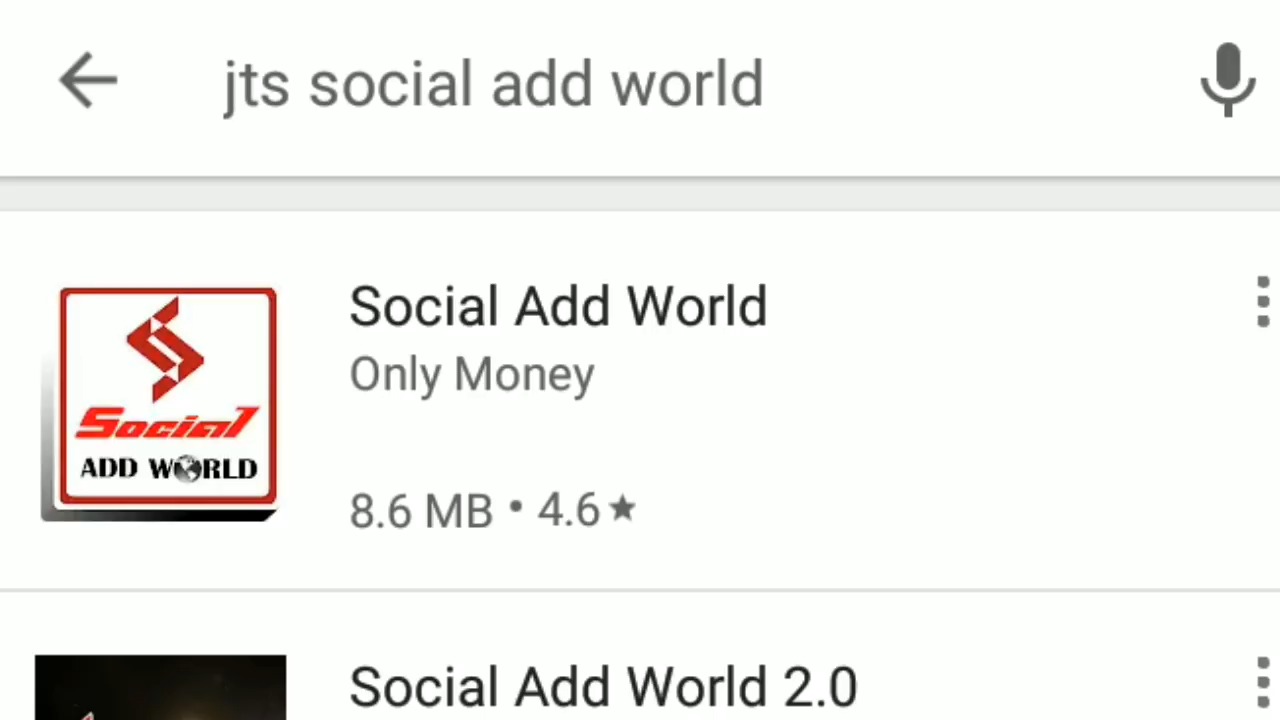 jts social add world
Social Add World
Only Money
Social
ADD WORLD
8.6 MB • 4.6★
Social Add World 2.0